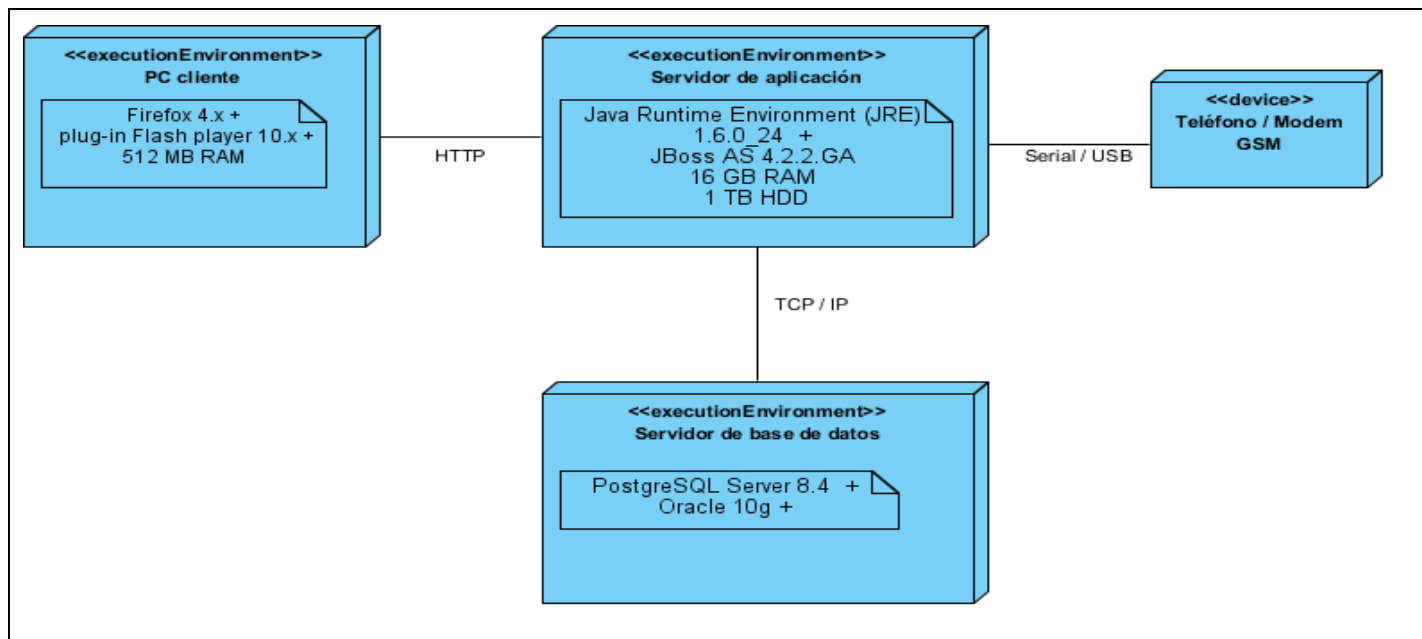 <<executionEnvironment>>
PC cliente
Firefox 4.x +
plug-in Flash player 10.x +
512 MB RAM
HTTP
<<executionEnvironment>>
Servidor de aplicación
Java Runtime Environment (JRE)
1.6.0_24 +
JBoss AS 4.2.2.GA
16 GB RAM
1 TB HDD
Serial / USB
<<device>>
Teléfono / Modem
GSM
TCP / IP
<<executionEnvironment>>
Servidor de base de datos
PostgreSQL Server 8.4 +
Oracle 10g +